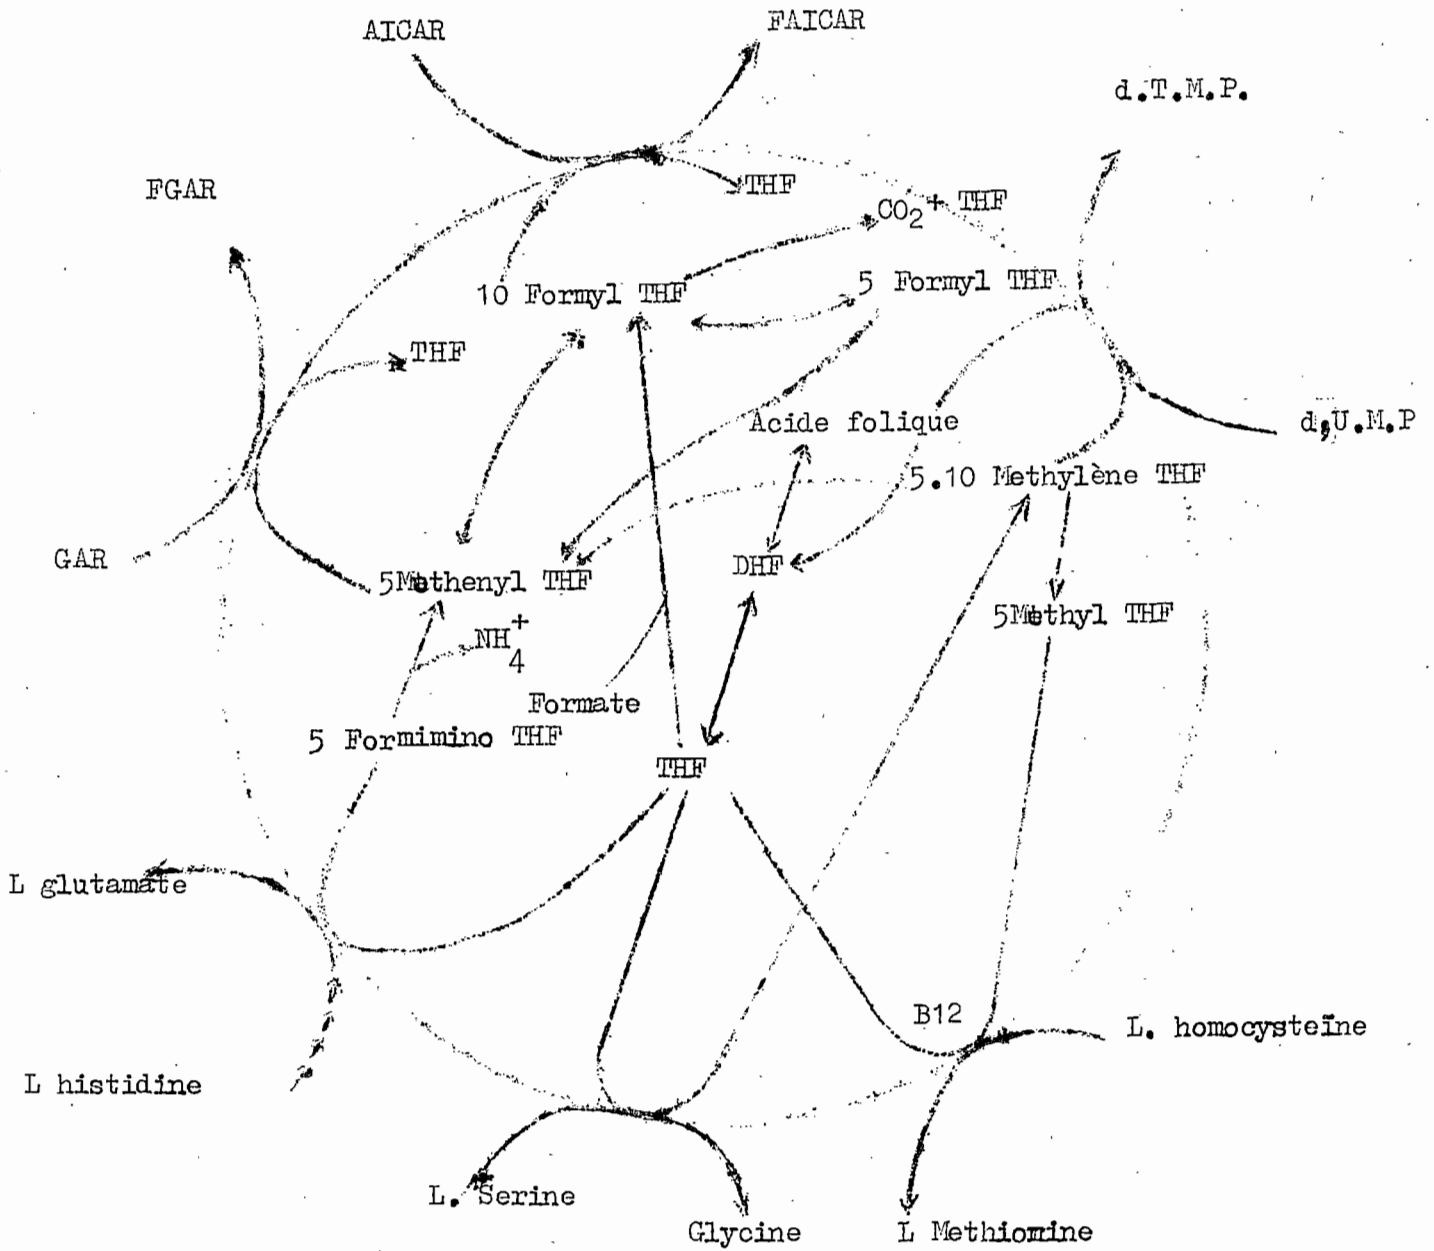 AICAR
FAICAR
d.T.M.P.
FGAR
THF
CO2 + THF
10 Formyl THF
5 Formyl THF
THF
Acide folique
d,U.M.P
5.10 Methylène THF
GAR
5Methenyl THF
DHF
5Methyl THF
NH4+
Formate
5 Formimino THF
THF
L glutamate
B12
L. homocysteïne
L histidine
L. Serine
Glycine
L Methiomine